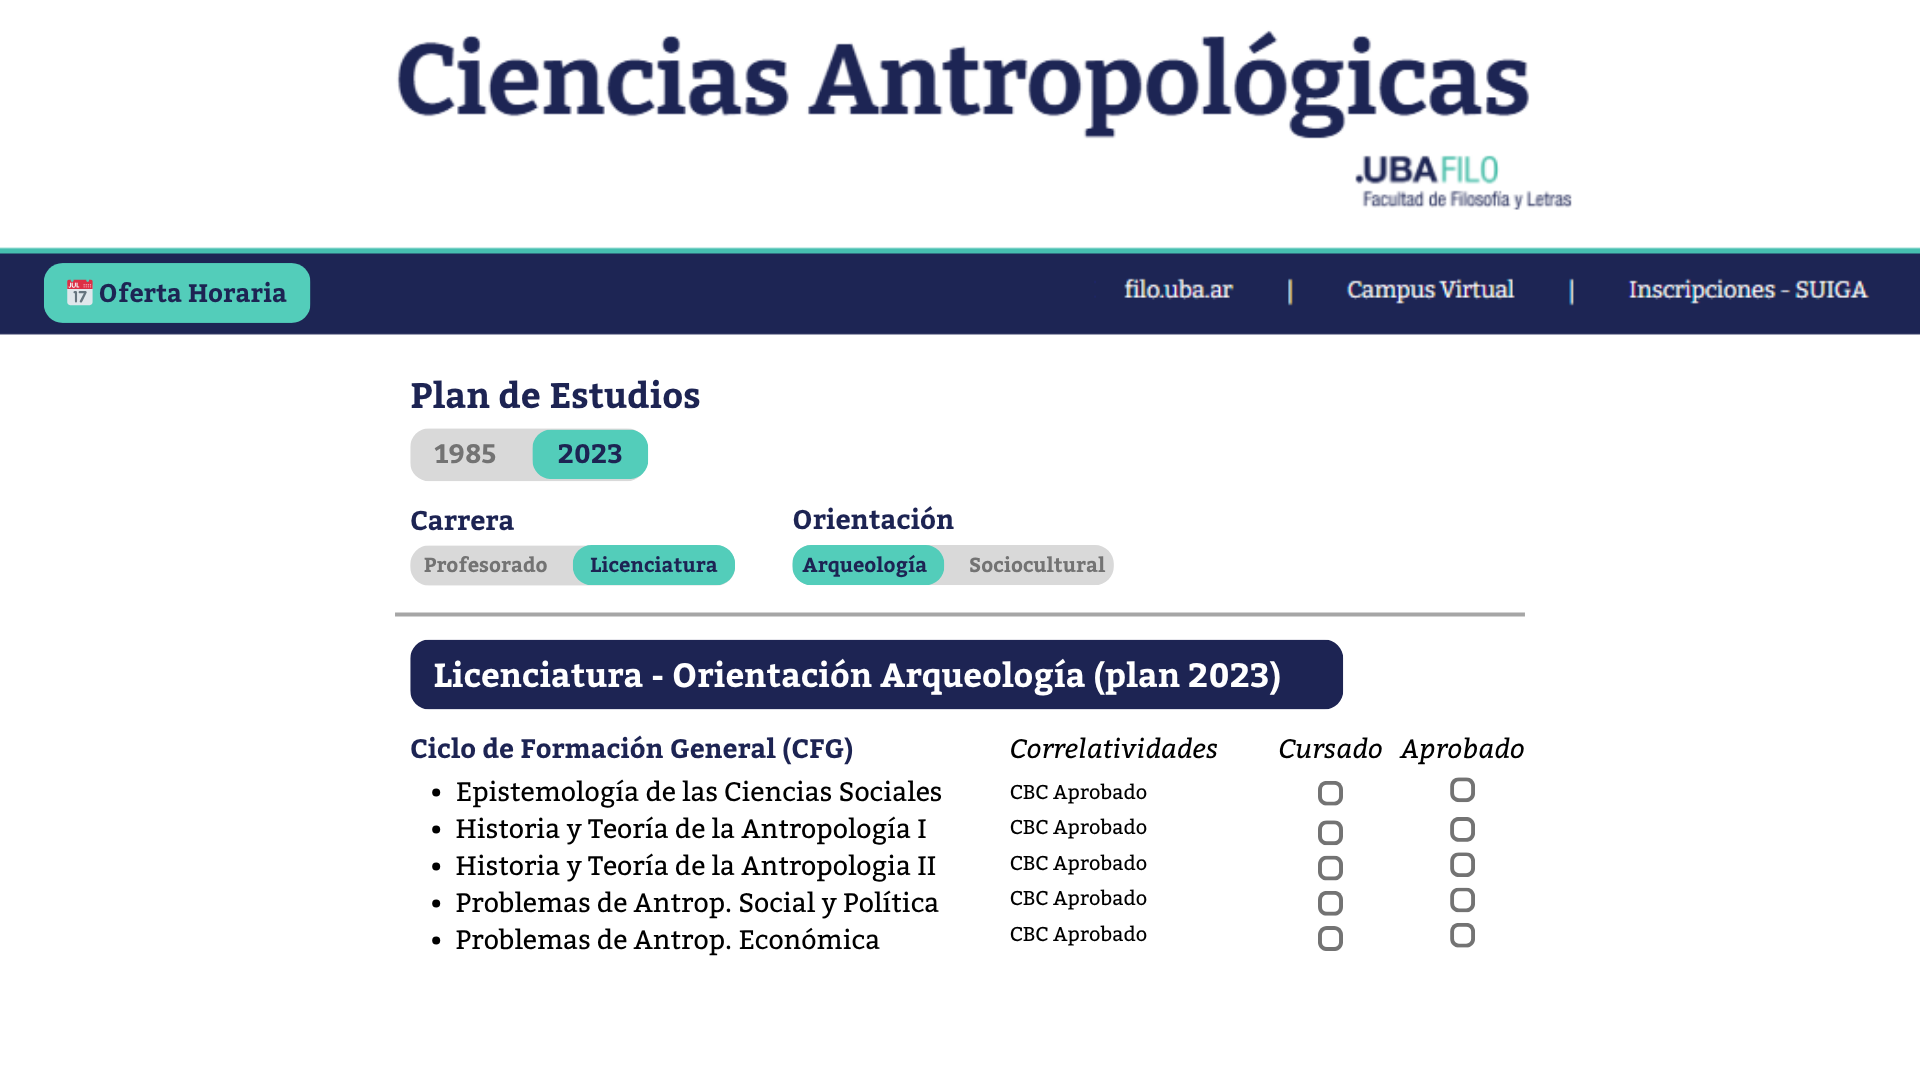 Ciencias Antropológicas
.UBAFILO
Facultad de Filosofía y Letras
JUL 17 Oferta Horaria
filo.uba.ar | Campus Virtual | Inscripciones - SUIGA
Plan de Estudios
1985 2023
Carrera Orientación
Profesorado Licenciatura Arqueología Sociocultural
Licenciatura - Orientación Arqueología (plan 2023)
Ciclo de Formación General (CFG) Correlatividades Cursado Aprobado
• Epistemología de las Ciencias Sociales CBC Aprobado
• Historia y Teoría de la Antropología I CBC Aprobado
• Historia y Teoría de la Antropologia II CBC Aprobado
• Problemas de Antrop. Social y Política CBC Aprobado
• Problemas de Antrop. Económica CBC Aprobado